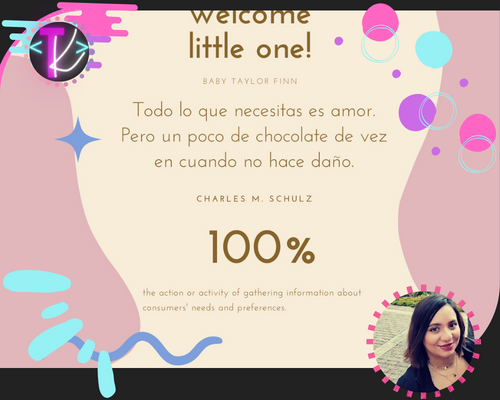 welcome
little one!
BABY TAYLOR FINN
Todo lo que necesitas es amor.
Pero un poco de chocolate de vez
en cuando no hace daño.
CHARLES M. SCHULZ
100%
the action or activity of gathering information about
consumers' needs and preferences.